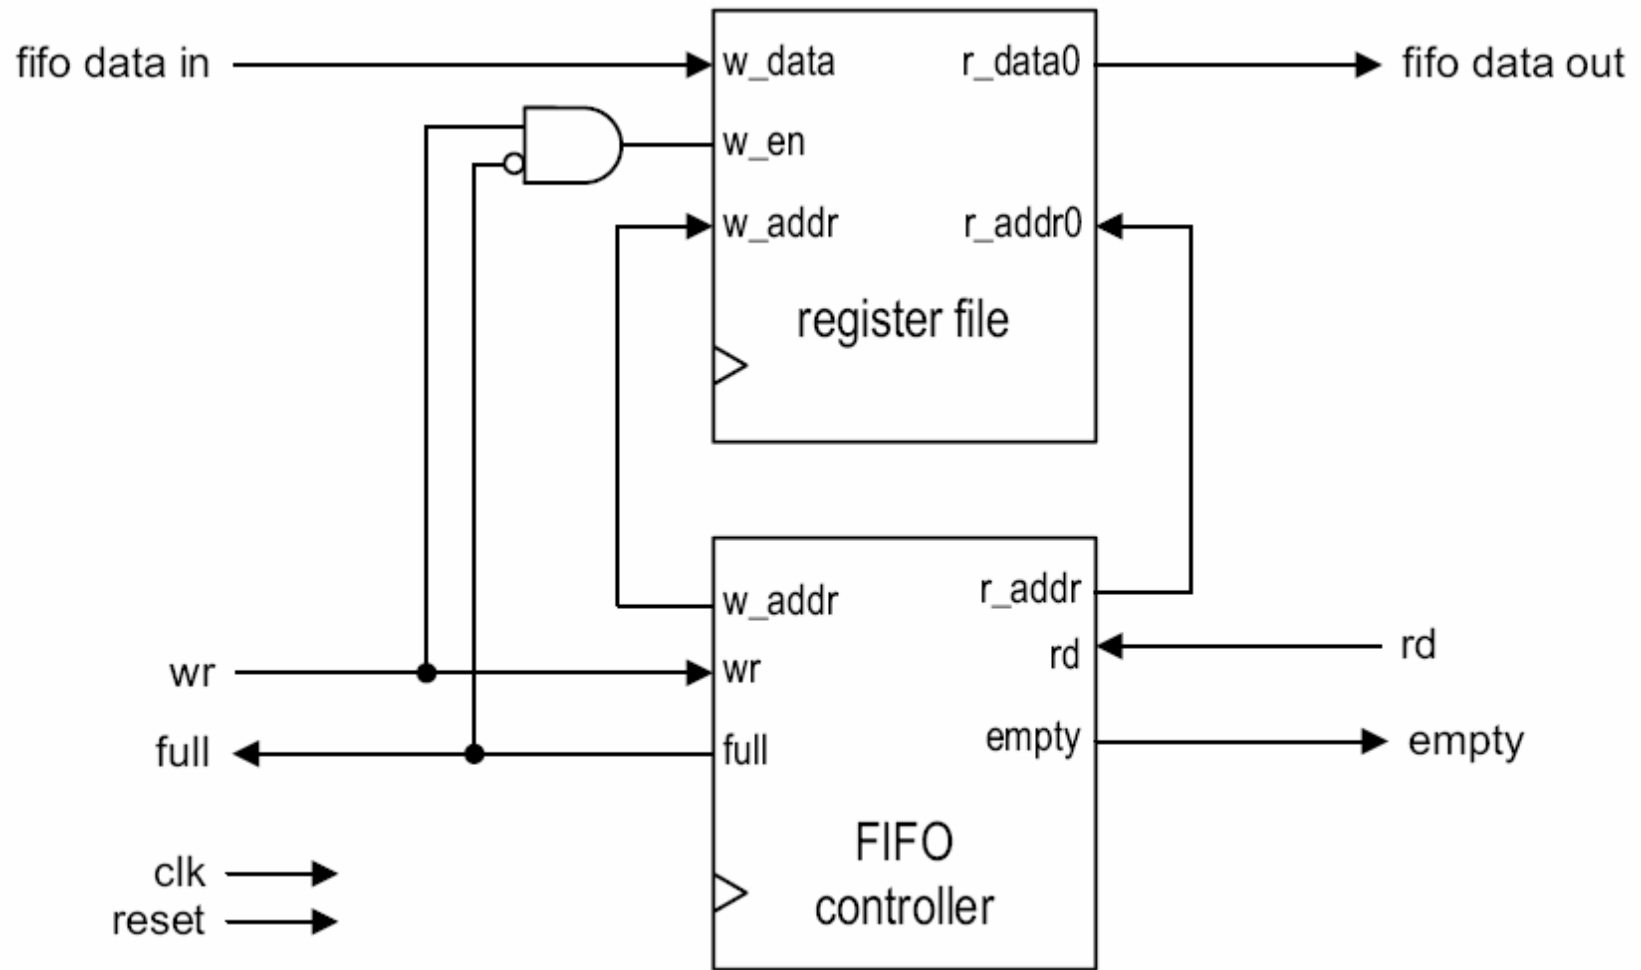 fifo data in
w_data
r_data0
fifo data out
w_en
w_addr
r_addr0
register file
w_addr
r_addr
wr
wr
rd
rd
full
full
empty
empty
FIFO
controller
clk
reset